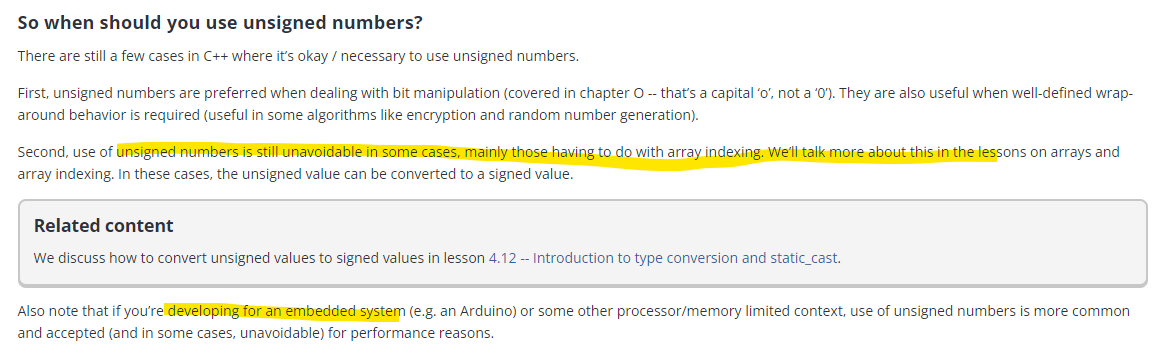 So when should you use unsigned numbers?
There are still a few cases in C++ where it’s okay / necessary to use unsigned numbers.
First, unsigned numbers are preferred when dealing with bit manipulation (covered in chapter O -- that’s a capital ‘o’, not a ‘0’). They are also useful when well-defined wrap-
around behavior is required (useful in some algorithms like encryption and random number generation).
Second, use of unsigned numbers is still unavoidable in some cases, mainly those having to do with array indexing. We’ll talk more about this in the lessons on arrays and
array indexing. In these cases, the unsigned value can be converted to a signed value.
Related content
We discuss how to convert unsigned values to signed values in lesson 4.12 -- Introduction to type conversion and static_cast.
Also note that if you’re developing for an embedded system (e.g. an Arduino) or some other processor/memory limited context, use of unsigned numbers is more common
and accepted (and in some cases, unavoidable) for performance reasons.